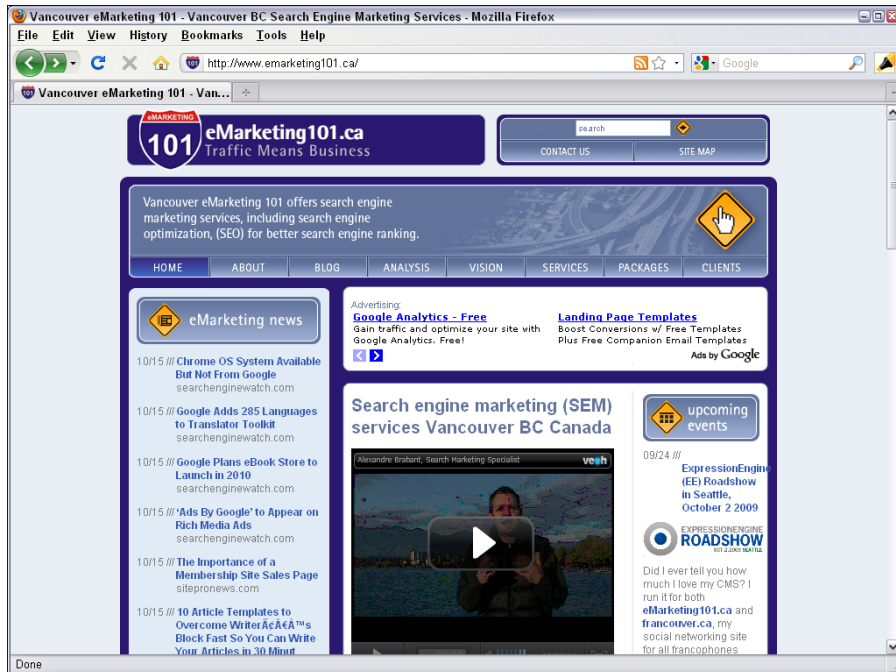 Vancouver eMarketing 101 - Vancouver BC Search Engine Marketing Services - Mozilla Firefox
File Edit View History Bookmarks Tools Help
http://www.emarketing101.ca/
Google
Vancouver eMarketing 101 - Van...
eMARKETING
101
eMarketing101.ca
Traffic Means Business
search
CONTACT US
SITE MAP
Vancouver eMarketing 101 offers search engine
marketing services, including search engine
optimization, (SEO) for better search engine ranking.
HOME ABOUT BLOG ANALYSIS VISION SERVICES PACKAGES CLIENTS
eMarketing news
10/15 /// Chrome OS System Available
But Not From Google
searchenginewatch.com
10/15 /// Google Adds 285 Languages
to Translator Toolkit
searchenginewatch.com
10/15 /// Google Plans eBook Store to
Launch in 2010
searchenginewatch.com
10/15 /// ‘Ads By Google’ to Appear on
Rich Media Ads
searchenginewatch.com
10/15 /// The Importance of a
Membership Site Sales Page
sitepronews.com
10/15 /// 10 Article Templates to
Overcome
Block Fast So You Can Write
Your Articles in 30 Minut
Advertising:
Google Analytics - Free
Gain traffic and optimize your site with
Google Analytics. Free!
Landing Page Templates
Boost Conversions w/ Free Templates
Plus Free Companion Email Templates
Ads by Google
Search engine marketing (SEM)
services Vancouver BC Canada
Alexandre Brabant, Search Marketing Specialist
veoh
upcoming
events
09/24 ///
ExpressionEngine
(EE) Roadshow
in Seattle,
October 2 2009
EXPRESSIONENGINE
ROADSHOW
OCT.2.2009 SEATTLE
Did I ever tell you how
much I love my CMS? I
run it for both
eMarketing101.ca and
francouver.ca, my
social networking site
for all francophones
Done